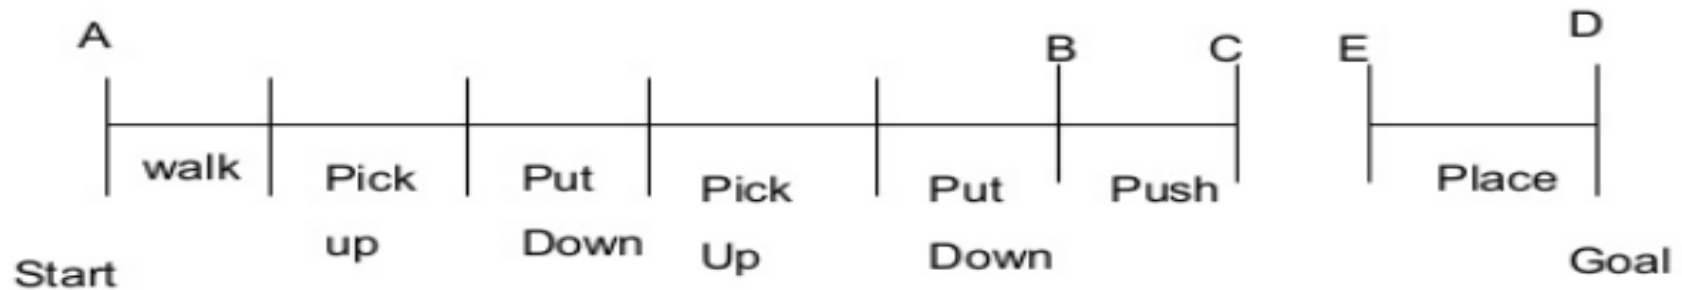 A
B
C
E
D
walk
Pick
up
Put
Down
Pick
Up
Put
Down
Push
Place
Start
Goal